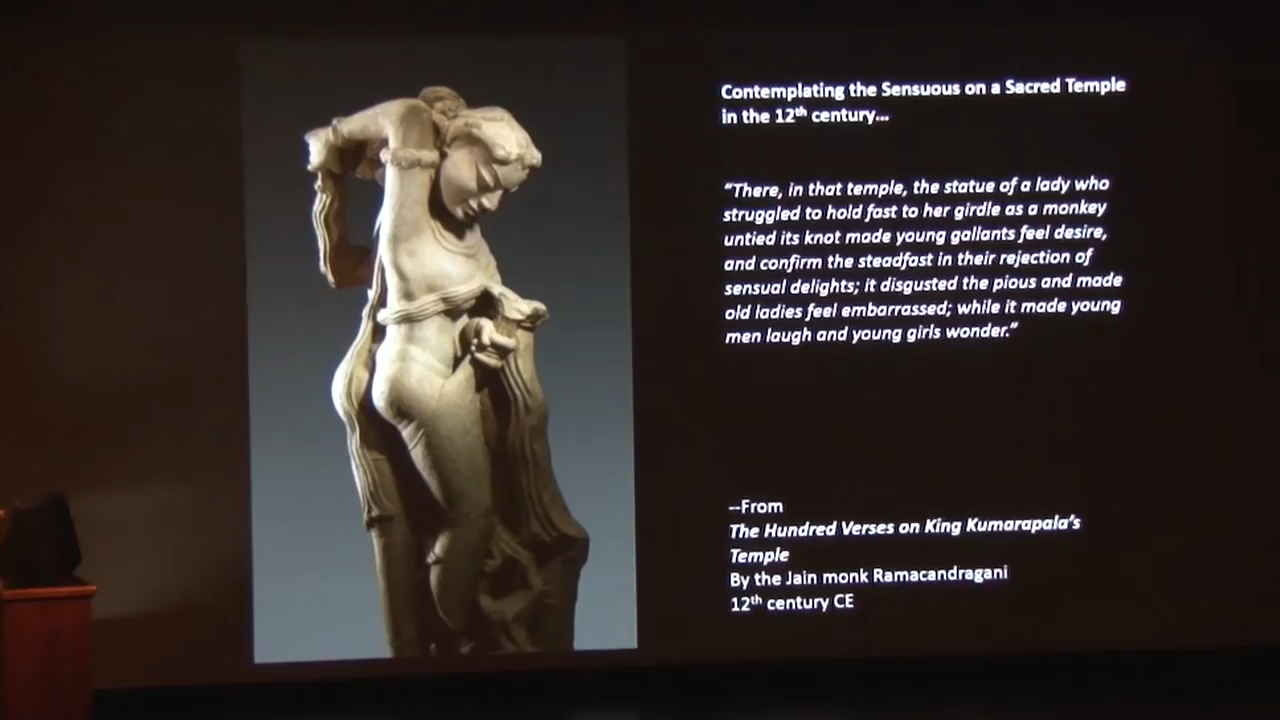 Contemplating the Sensuous on a Sacred Temple
in the 12th century...
“There, in that temple, the statue of a lady who
struggled to hold fast to her girdle as a monkey
untied its knot made young gallants feel desire,
and confirm the steadfast in their rejection of
sensual delights; it disgusted the pious and made
old ladies feel embarrassed; while it made young
men laugh and young girls wonder.”
--From
The Hundred Verses on King Kumarapala’s
Temple
By the Jain monk Ramacandragani
12th century CE